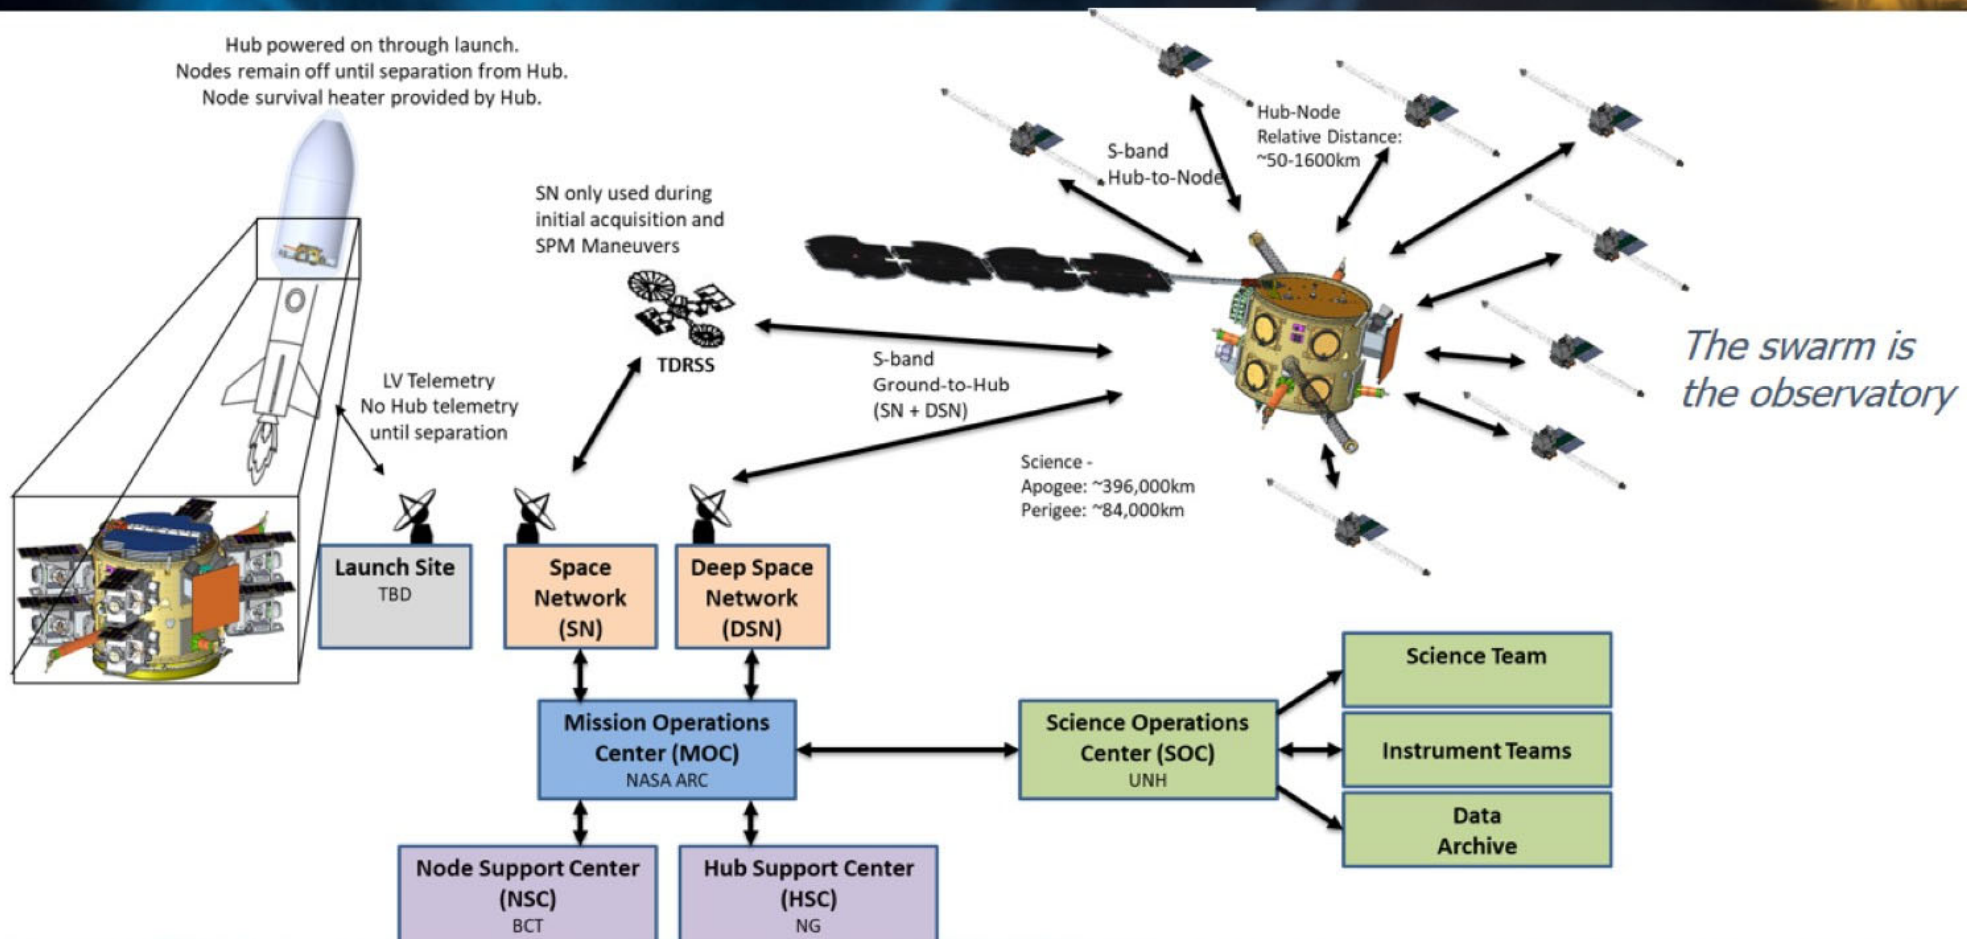 Hub powered on through launch.
Nodes remain off until separation from Hub.
Node survival heater provided by Hub.
SN only used during
initial acquisition and
SPM Maneuvers
TDRSS
LV Telemetry
No Hub telemetry
until separation
S-band
Hub-to-Node
Hub-Node
Relative Distance:
~50-1600km
S-band
Ground-to-Hub
(SN + DSN)
The swarm is
the observatory
Science -
Apogee: ~396,000km
Perigee: ~84,000km
Launch Site
TBD
Space
Network
(SN)
Deep Space
Network
(DSN)
Mission Operations
Center (MOC)
NASA ARC
Science Operations
Center (SOC)
UNH
Science Team
Instrument Teams
Data
Archive
Node Support Center
(NSC)
BCT
Hub Support Center
(HSC)
NG